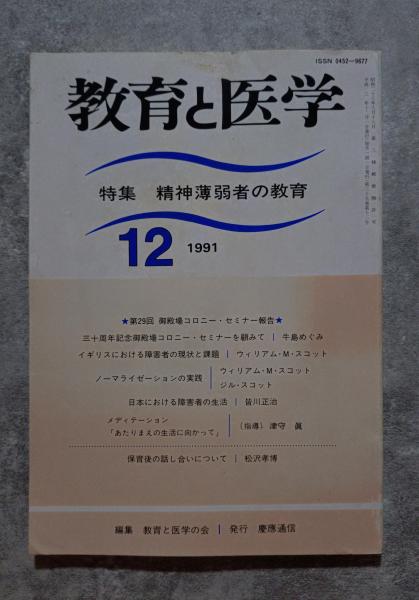 ISSN 0452-9677
教育と医学
特集 精神薄弱者の教育
12 1991
★第29回 御殿場コロニー・セミナー報告★
三十周年記念御殿場コロニー・セミナーを顧みて | 牛島めぐみ
イギリスにおける障害者の現状と課題 | ウィリアム・M・スコット
ノーマライゼーションの実践 | ウィリアム・M・スコット
ジル・スコット
日本における障害者の生活 | 皆川正治
メディテーション
「あたりまえの生活に向かって」 | (指導) 津守 眞
保育後の話し合いについて | 松沢孝博
編集 教育と医学の会 | 発行 慶應通信